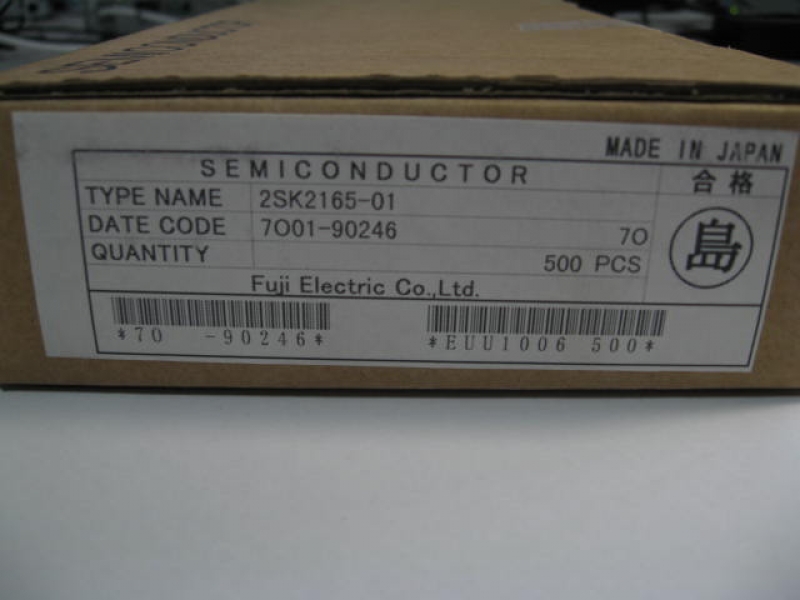 SEMICONDUCTOR
MADE IN JAPAN
SEMICONDUCTOR
合格
TYPE NAME 2SK2165-01
DATE CODE 7O01-90246 7O
島
QUANTITY 500 PCS
Fuji Electric Co.,Ltd.
*70 -90246*
*EUU1006 500*